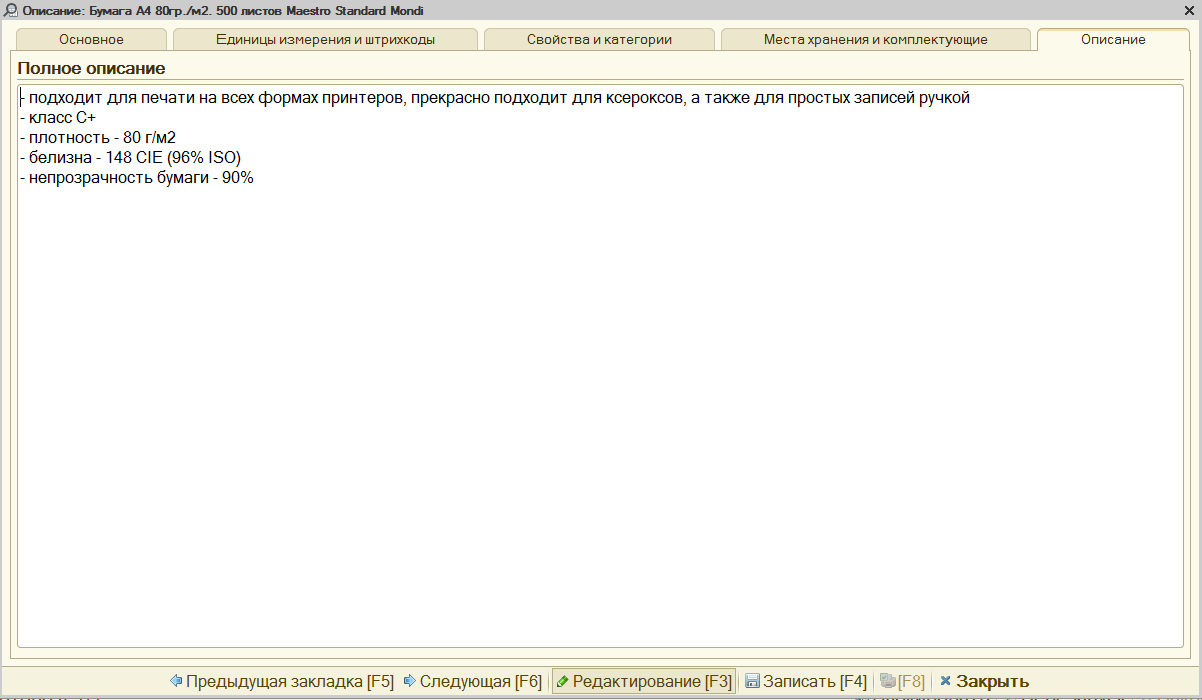 Описание: Бумага А4 80гр./м2. 500 листов Maestro Standard Mondi
Основное
Единицы измерения и штрихкоды
Свойства и категории
Места хранения и комплектующие
Описание
Полное описание
- подходит для печати на всех формах принтеров, прекрасно подходит для ксероксов, а также для простых записей ручкой
- класс С+
- плотность - 80 г/м2
- белизна - 148 CIE (96% ISO)
- непрозрачность бумаги - 90%
Предыдущая закладка [F5]
Следующая [F6]
Редактирование [F3]
Записать [F4]
[F8]
Закрыть